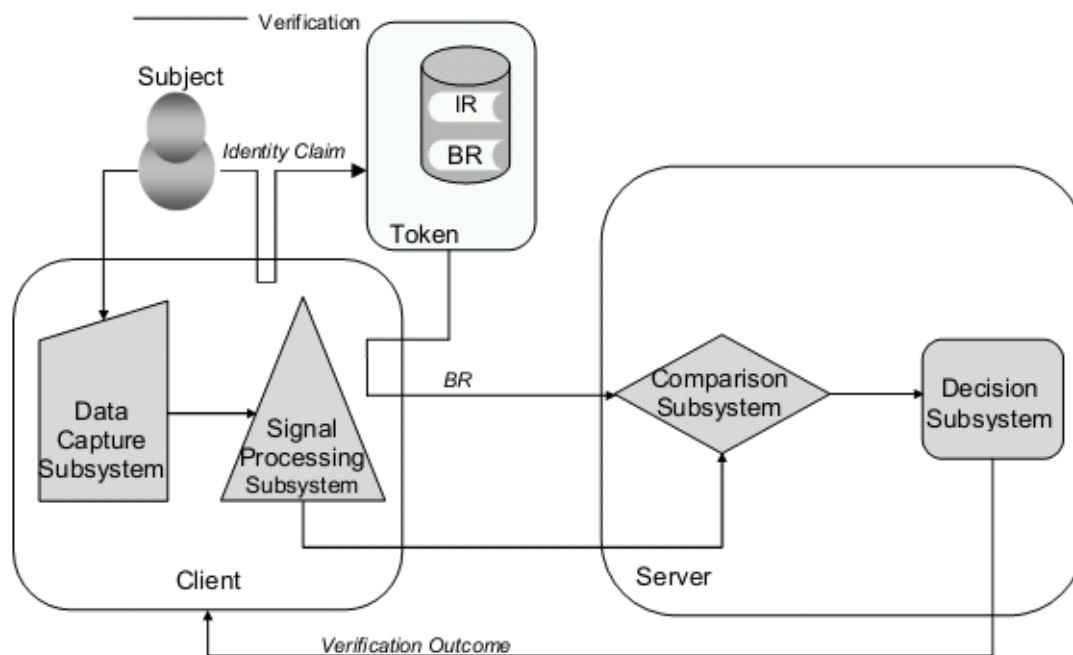 Verification
Subject
IR
BR
Identity Claim
Token
BR
Comparison
Subsystem
Decision
Subsystem
Data
Capture
Subsystem
Signal
Processing
Subsystem
Client
Server
Verification Outcome